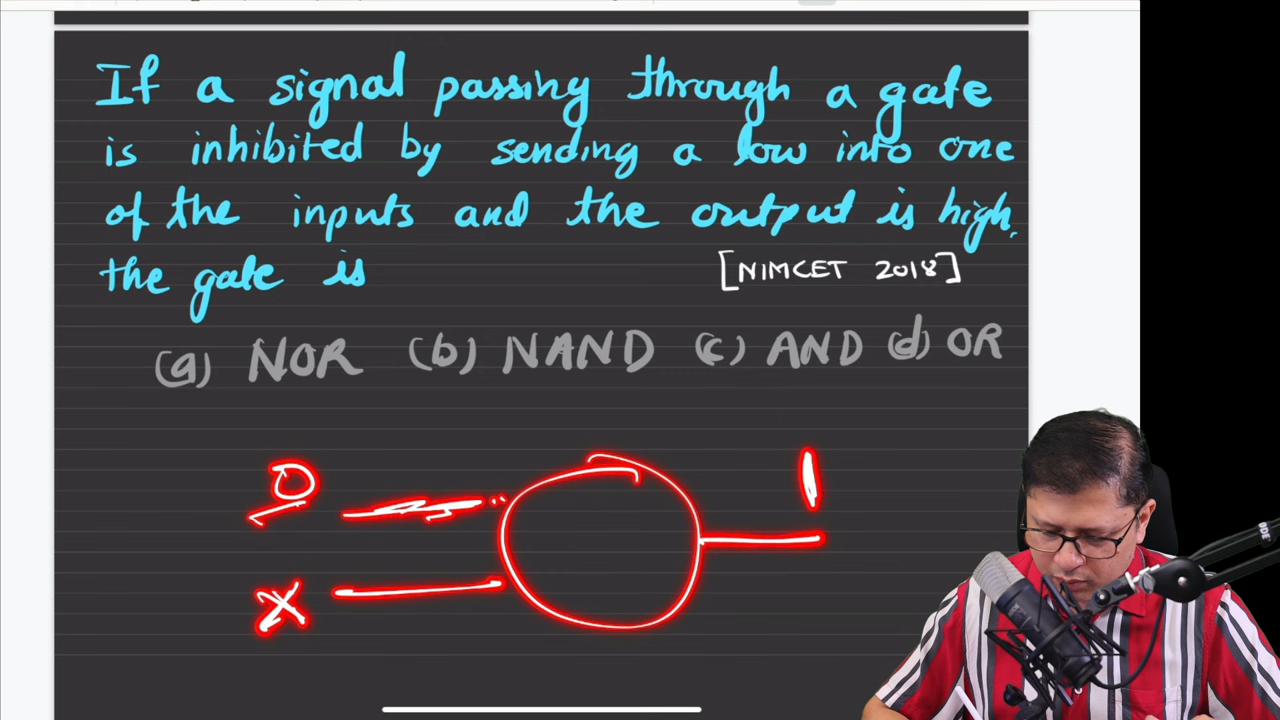 If a signal passing through a gate
is inhibited by sending a low into one
of the inputs and the output is high,
the gate is
[NIMCET 2018]
(a) NOR (b) NAND (c) AND (d) OR
0
1
X